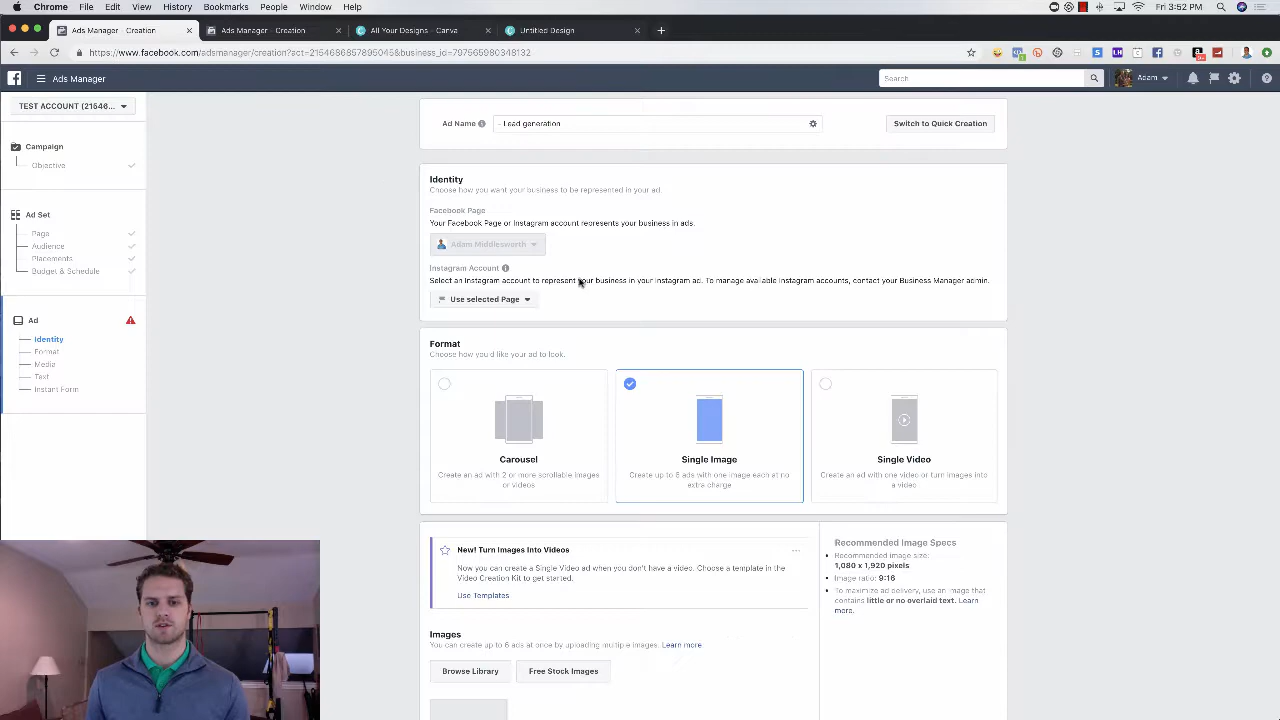 Chrome File Edit View History Bookmarks People Window Help Fri 3:52 PM
Ads Manager - Creation × Ads Manager - Creation × All Your Designs - Canva × Untitled Design × +
https://www.facebook.com/adsmanager/creation?act=2154686857895045&business_id=797565980348132
Ads Manager Search Adam
TEST ACCOUNT (21546...
Campaign
Objective
Ad Set
Page
Audience
Placements
Budget & Schedule
Ad
Identity
Format
Media
Text
Instant Form
Ad Name - Lead generation Switch to Quick Creation
Identity
Choose how you want your business to be represented in your ad.
Facebook Page
Your Facebook Page or Instagram account represents your business in ads.
Adam Middlesworth
Instagram Account
Select an Instagram account to represent your business in your Instagram ad. To manage available Instagram accounts, contact your Business Manager admin.
Use selected Page
Format
Choose how you'd like your ad to look.
Carousel
Create an ad with 2 or more scrollable images
or videos
Single Image
Create up to 6 ads with one image each at no
extra charge
Single Video
Create an ad with one video or turn images into
a video
New! Turn Images Into Videos ...
Now you can create a Single Video ad when you don't have a video. Choose a template in the
Video Creation Kit to get started.
Use Templates
Images
You can create up to 6 ads at once by uploading multiple images. Learn more
Browse Library Free Stock Images
Recommended Image Specs
• Recommended image size:
1,080 x 1,920 pixels
• Image ratio: 9:16
• To maximize ad delivery, use an image that
contains little or no overlaid text. Learn
more.